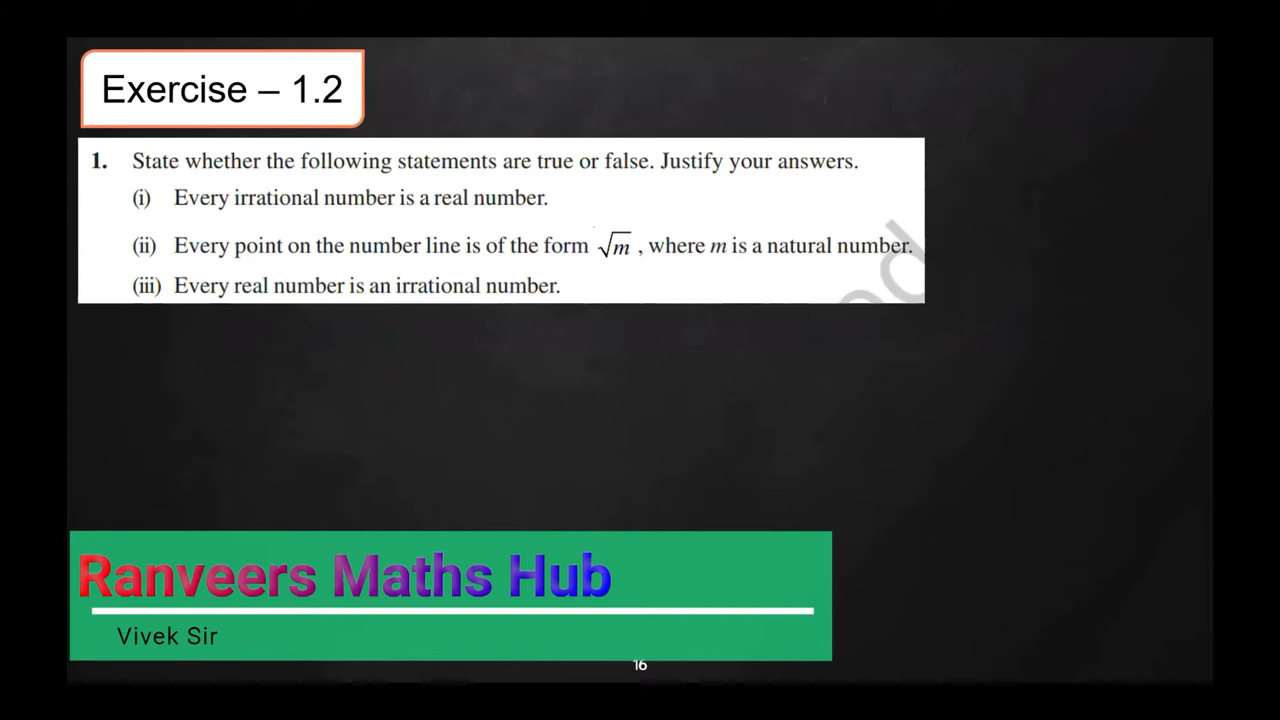 Exercise – 1.2
1. State whether the following statements are true or false. Justify your answers.
(i) Every irrational number is a real number.
(ii) Every point on the number line is of the form √m , where m is a natural number.
(iii) Every real number is an irrational number.
Ranveers Maths Hub
Vivek Sir
16